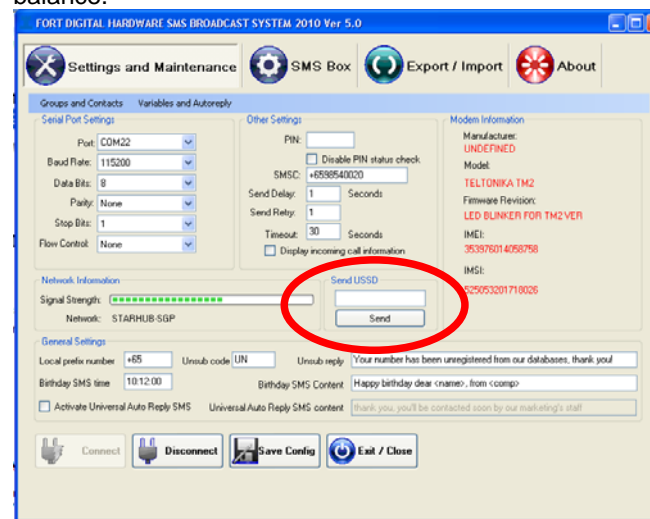 balance.
FORT DIGITAL HARDWARE SMS BROADCAST SYSTEM 2010 Ver 5.0
Settings and Maintenance SMS Box Export / Import About
Groups and Contacts Variables and Autoreply
Serial Port Settings
Port: COM22
Baud Rate: 115200
Data Bits: 8
Parity: None
Stop Bits: 1
Flow Control: None
Other Settings
PIN:
Disable PIN status check
SMSC: +6598540020
Send Delay: 1 Seconds
Send Retry: 1
Timeout: 30 Seconds
Display incoming call information
Modem Information
Manufacturer:
UNDEFINED
Model:
TELTONIKA TM2
Firmware Revision:
LED BLINKER FOR TM2 VER
IMEI:
353976014058758
IMSI:
525053201718026
Network Information
Signal Strength:
Network: STARHUB-SGP
Send USSD
Send
General Settings
Local prefix number +65 Unsub code UN Unsub reply Your number has been unregistered from our databases, thank you!
Birthday SMS time 10:12:00 Birthday SMS Content Happy birthday dear <name>, from <comp>
Activate Universal Auto Reply SMS Universal Auto Reply SMS content thank you, you'll be contacted soon by our marketing's staff
Connect Disconnect Save Config Exit / Close